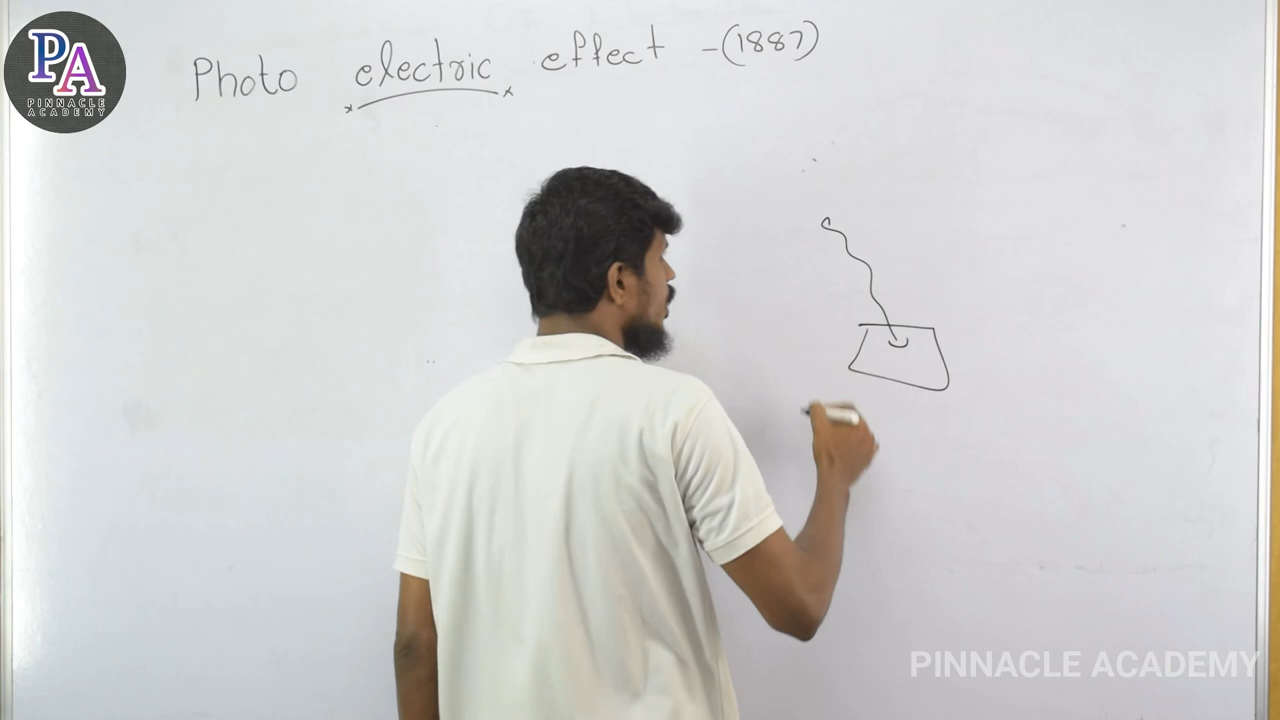 PA
PINNACLE
ACADEMY
Photo electric effect - (1887)
PINNACLE ACADEMY